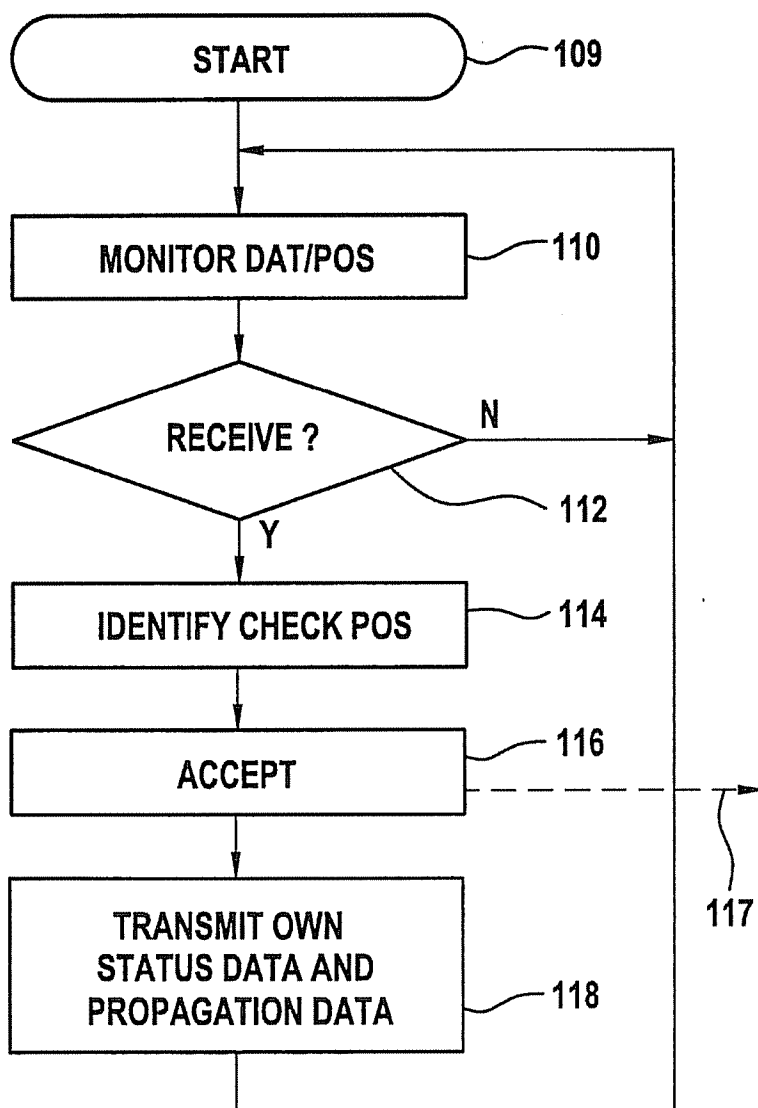 START
109
MONITOR DAT/POS
110
RECEIVE ?
N
112
Y
IDENTIFY CHECK POS
114
116
ACCEPT
117
TRANSMIT OWN
STATUS DATA AND
PROPAGATION DATA
118